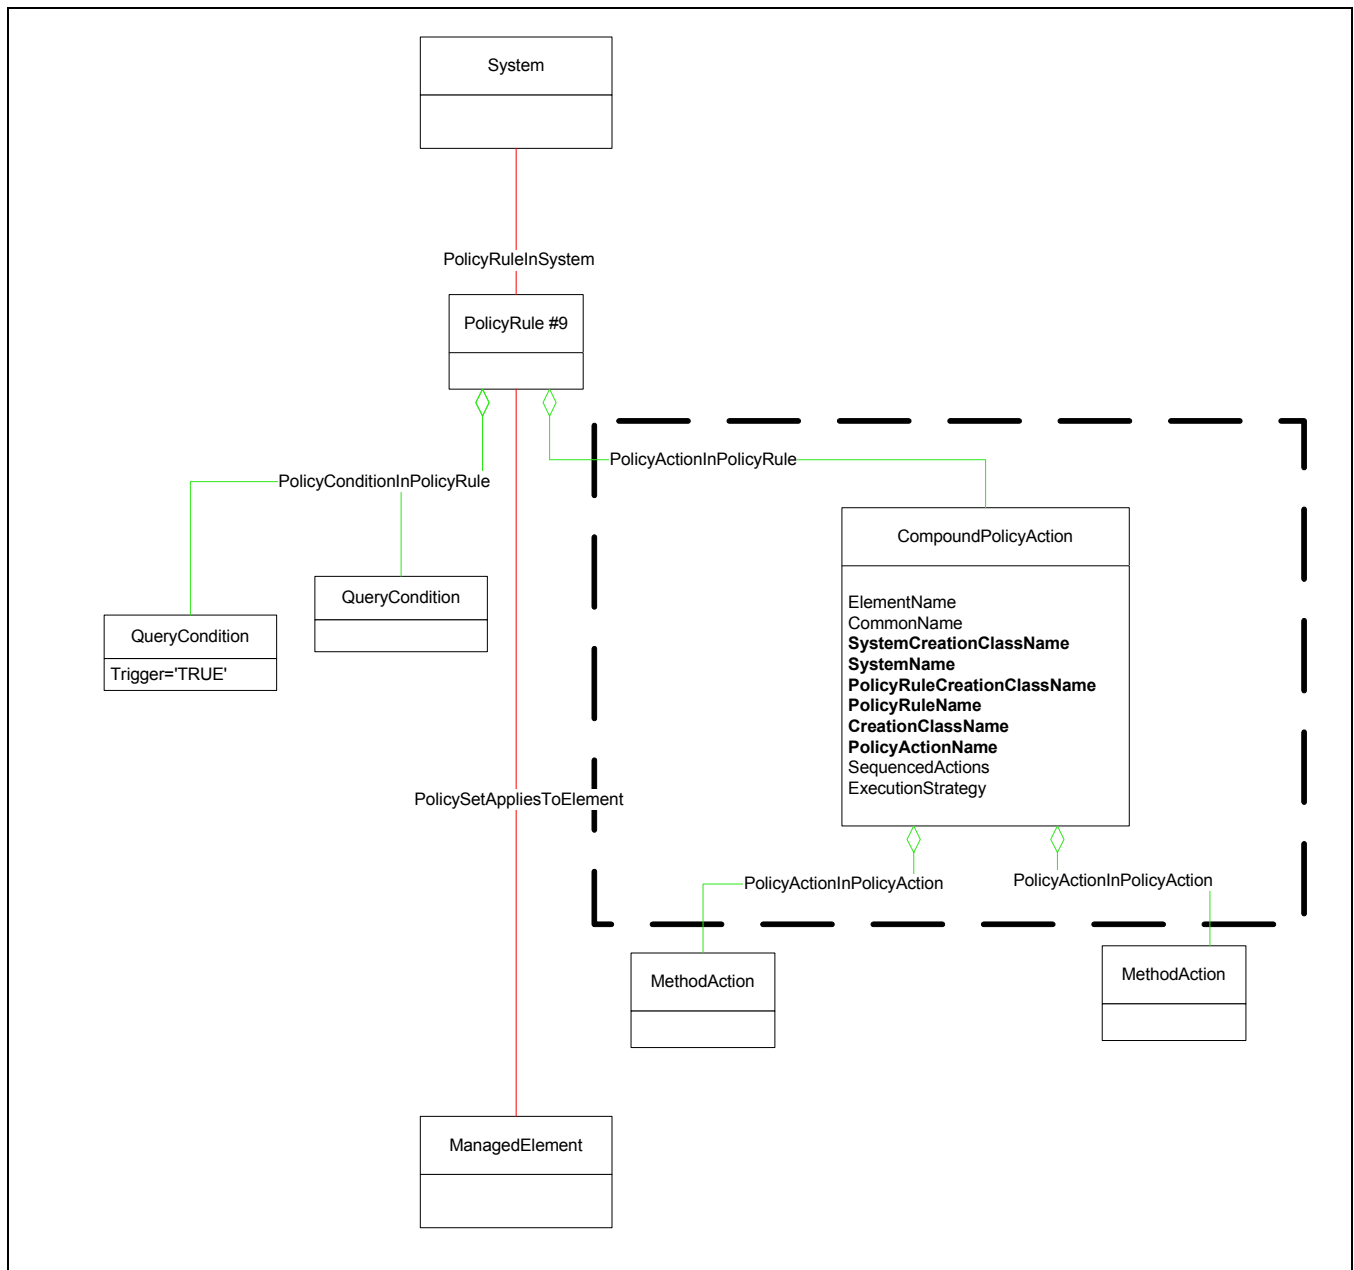 System
PolicyRuleInSystem
PolicyRule #9
PolicyActionInPolicyRule
PolicyConditionInPolicyRule
CompoundPolicyAction
QueryCondition
QueryCondition
Trigger='TRUE'
ElementName
CommonName
SystemCreationClassName
SystemName
PolicyRuleCreationClassName
PolicyRuleName
CreationClassName
PolicyActionName
SequencedActions
ExecutionStrategy
PolicySetAppliesToElement
PolicyActionInPolicyAction
PolicyActionInPolicyAction
MethodAction
MethodAction
ManagedElement